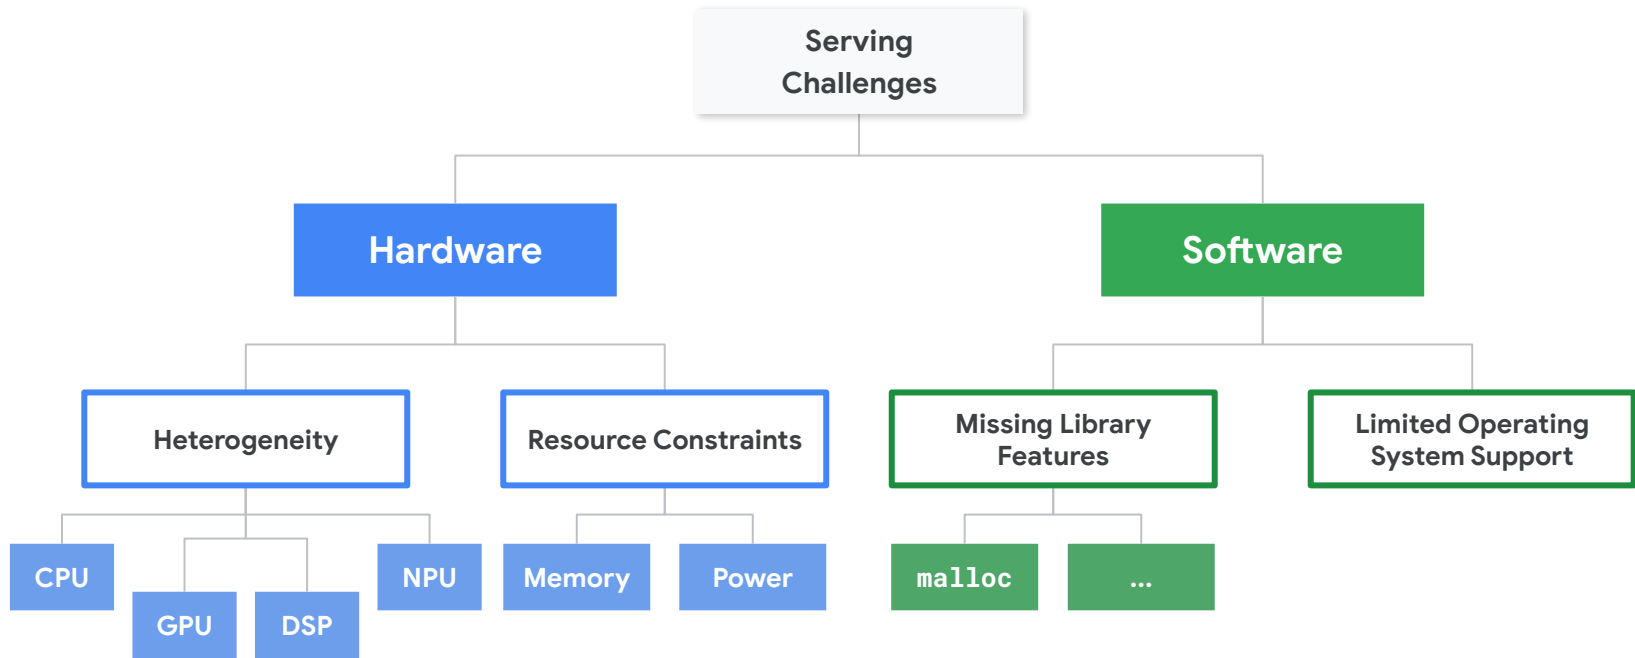 Serving
Challenges
Hardware
Software
Heterogeneity
Resource Constraints
Missing Library
Features
Limited Operating
System Support
CPU
GPU
DSP
NPU
Memory
Power
malloc
...